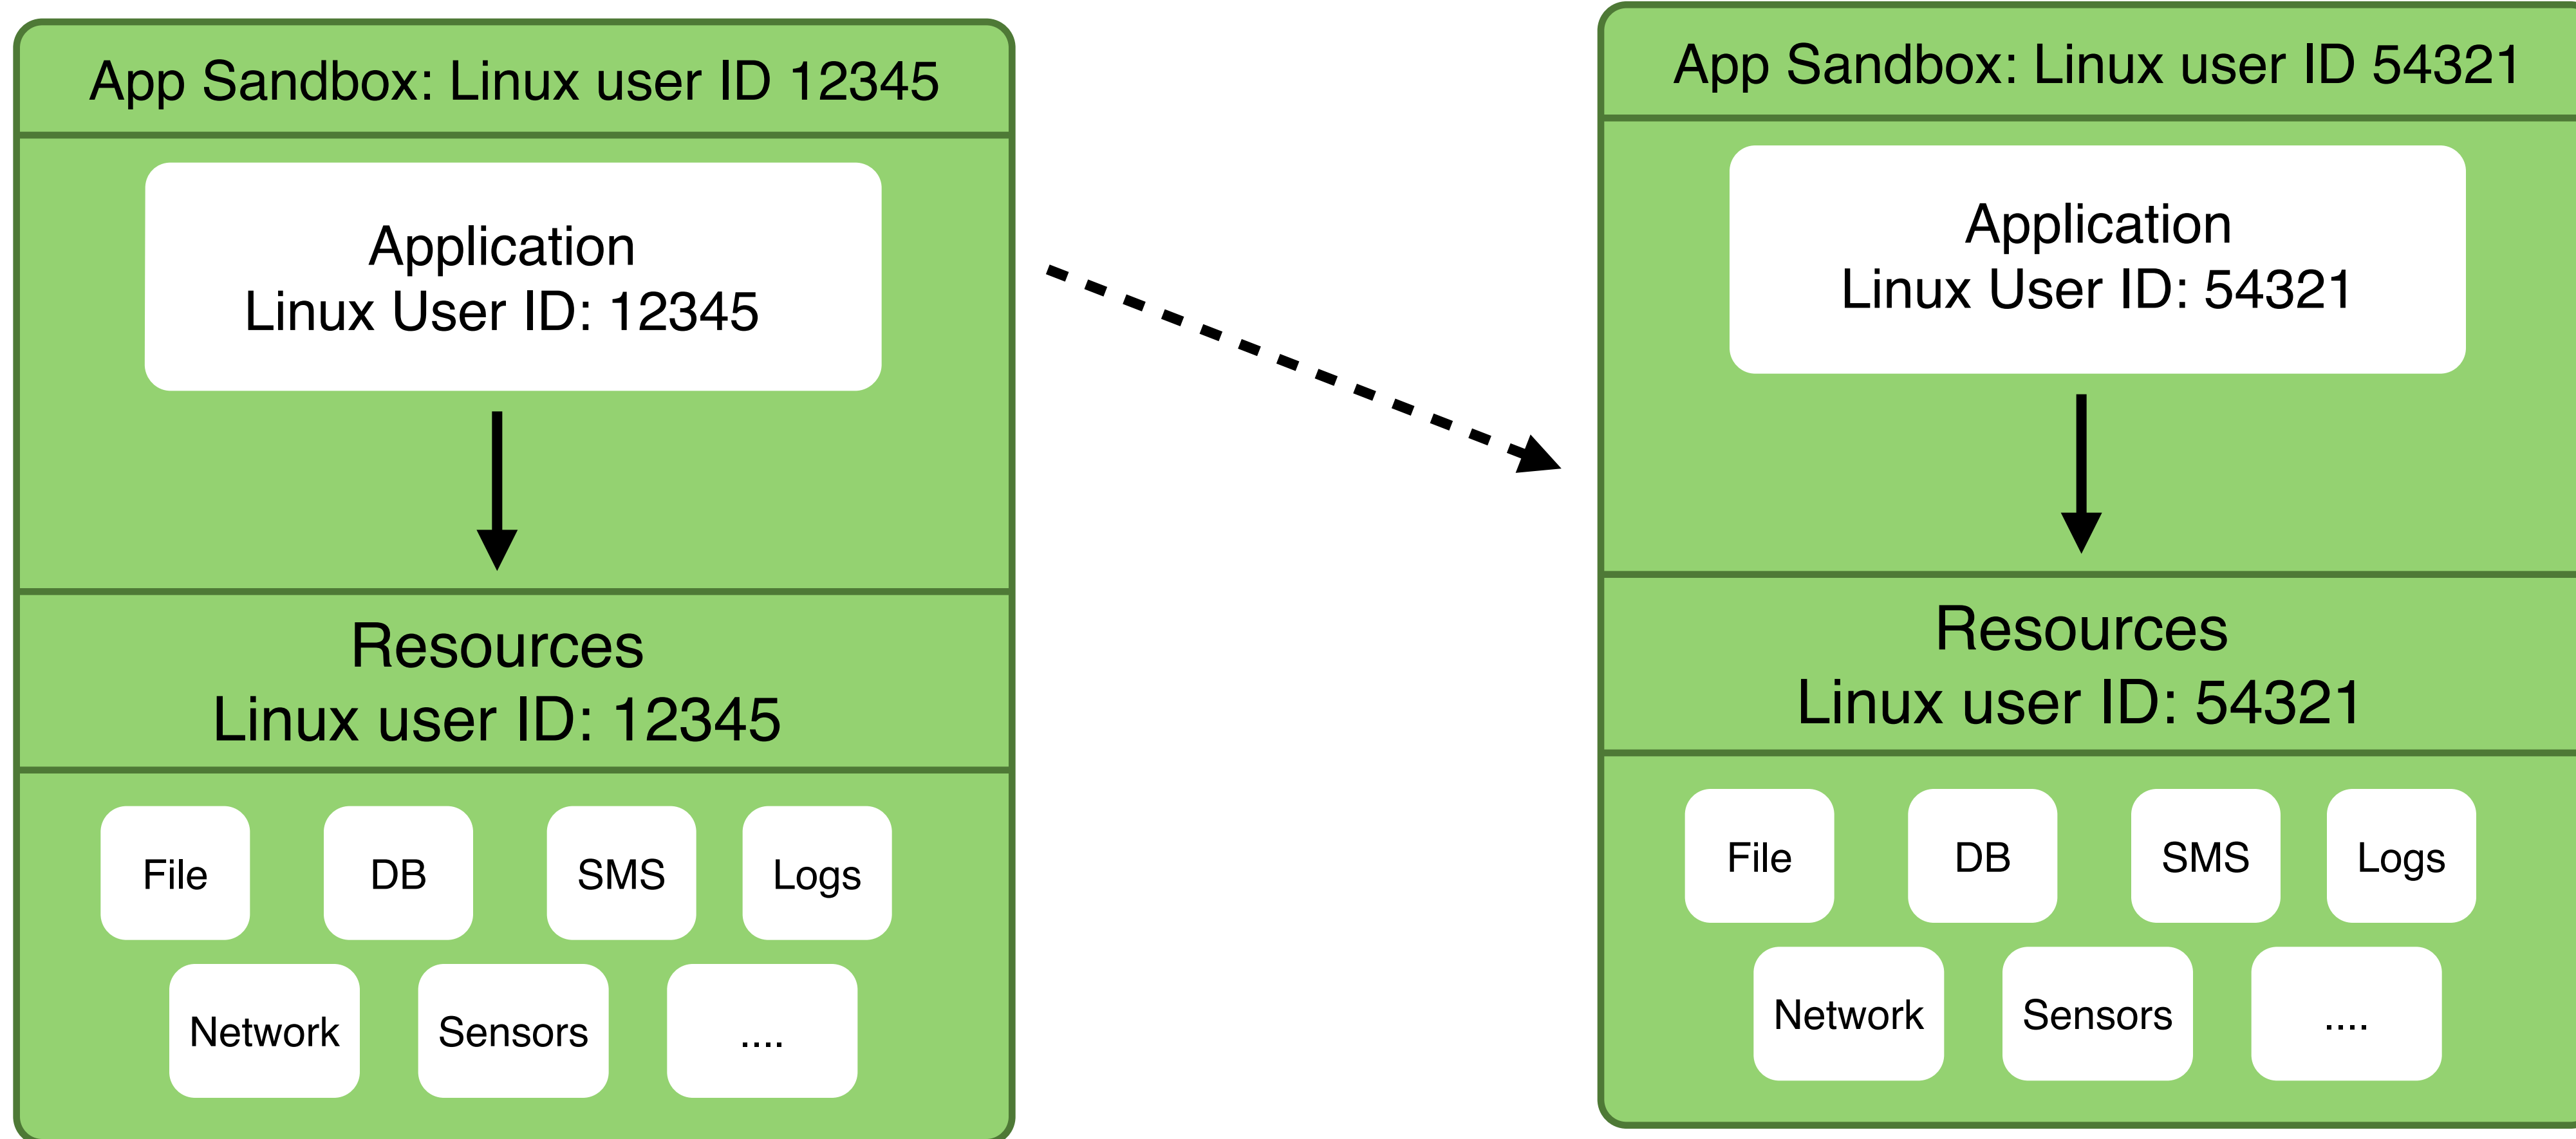 App Sandbox: Linux user ID 12345
Application
Linux User ID: 12345
Resources
Linux user ID: 12345
File
DB
SMS
Logs
Network
Sensors
....
App Sandbox: Linux user ID 54321
Application
Linux User ID: 54321
Resources
Linux user ID: 54321
File
DB
SMS
Logs
Network
Sensors
....